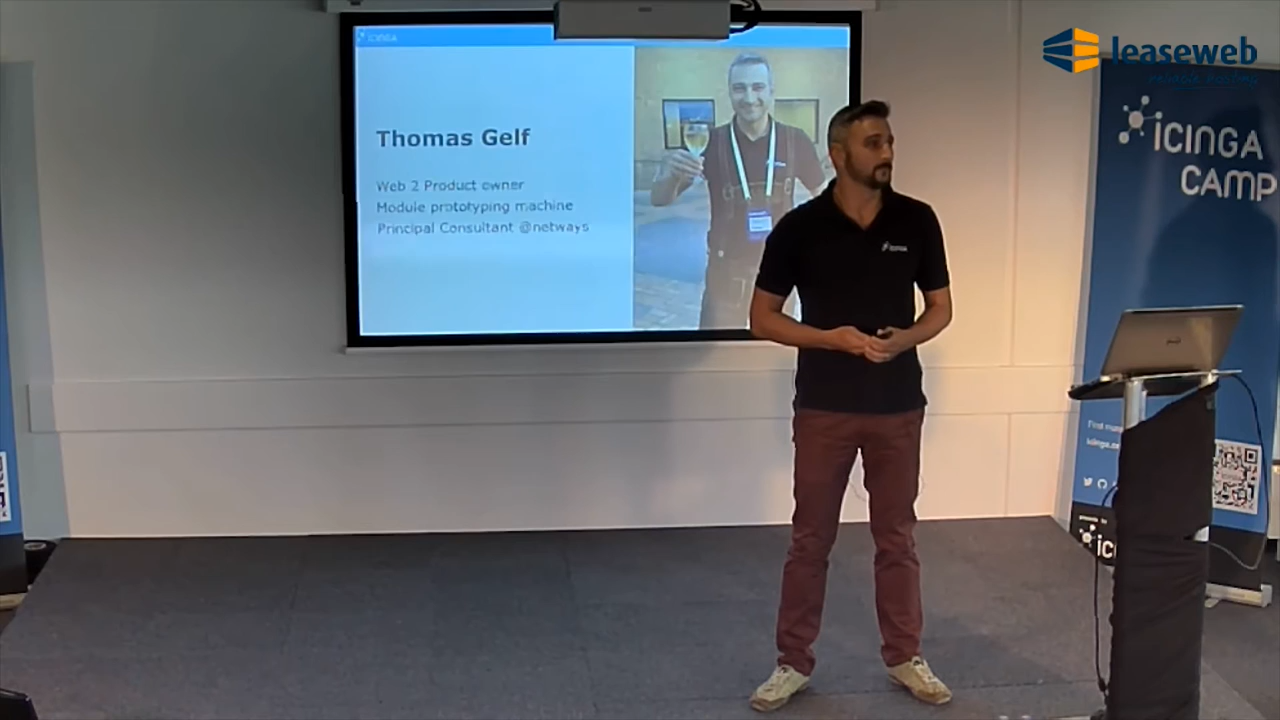 ICINGA
Thomas Gelf
Web 2 Product owner
Module prototyping machine
Principal Consultant @netways
leaseweb
ICINGA
CAMP